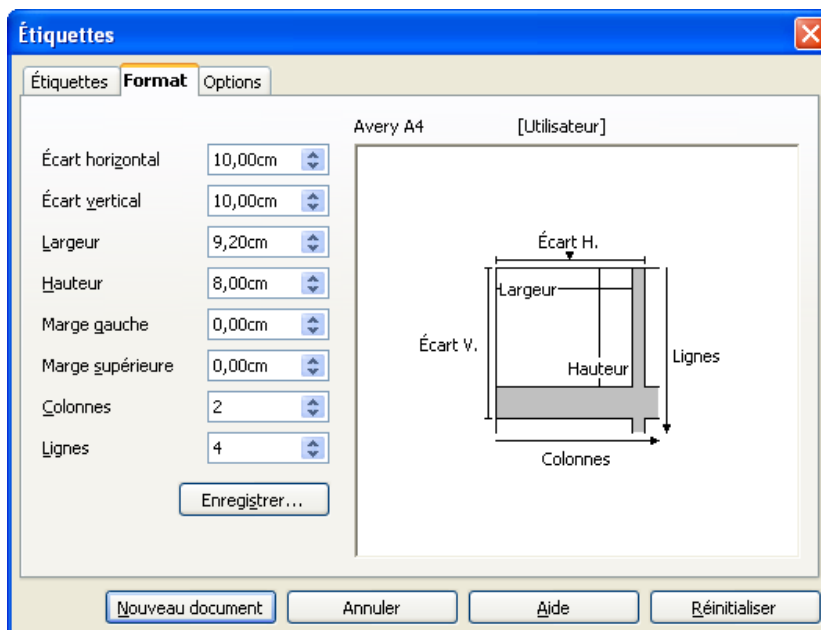 Étiquettes
Étiquettes Format Options
Avery A4 [Utilisateur]
Écart horizontal 10,00cm
Écart vertical 10,00cm
Largeur 9,20cm
Hauteur 8,00cm
Marge gauche 0,00cm
Marge supérieure 0,00cm
Colonnes 2
Lignes 4
Enregistrer...
Écart H.
Largeur
Écart V.
Hauteur
Lignes
Colonnes
Nouveau document Annuler Aide Réinitialiser